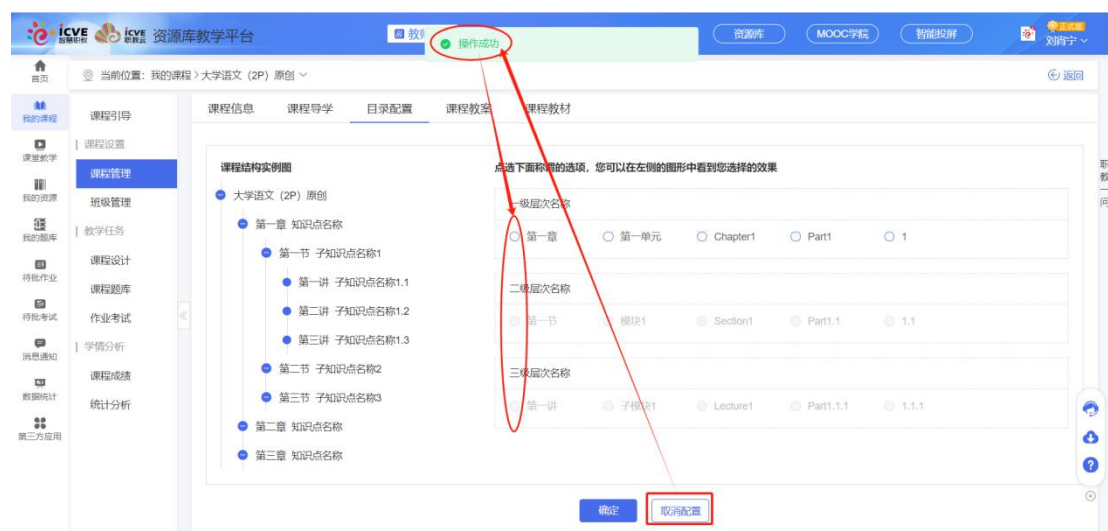 icve 智慧职教 icve 职教云 资源库教学平台
教
操作成功
资源库
MOOC学院
智能投屏
正式版
刘肖宁
首页
当前位置：我的课程 > 大学语文（2P）原创
返回
我的课程
课堂教学
我的资源
我的题库
待批作业
待批考试
消息通知
数据统计
第三方应用
课程引导
课程设置
课程管理
班级管理
教学任务
课程设计
课程题库
作业考试
学情分析
课程成绩
统计分析
课程信息 课程导学 目录配置 课程教案 课程教材
课程结构实例图
大学语文（2P）原创
第一章 知识点名称
第一节 子知识点名称1
第一讲 子知识点名称1.1
第二讲 子知识点名称1.2
第三讲 子知识点名称1.3
第二节 子知识点名称2
第三节 子知识点名称3
第二章 知识点名称
第三章 知识点名称
点选下面称谓的选项，您可以在左侧的图形中看到您选择的效果
一级层次名称
第一章 第一单元 Chapter1 Part1 1
二级层次名称
第一节 模块1 Section1 Part1.1 1.1
三级层次名称
第一讲 子模块1 Lecture1 Part1.1.1 1.1.1
确定 取消配置